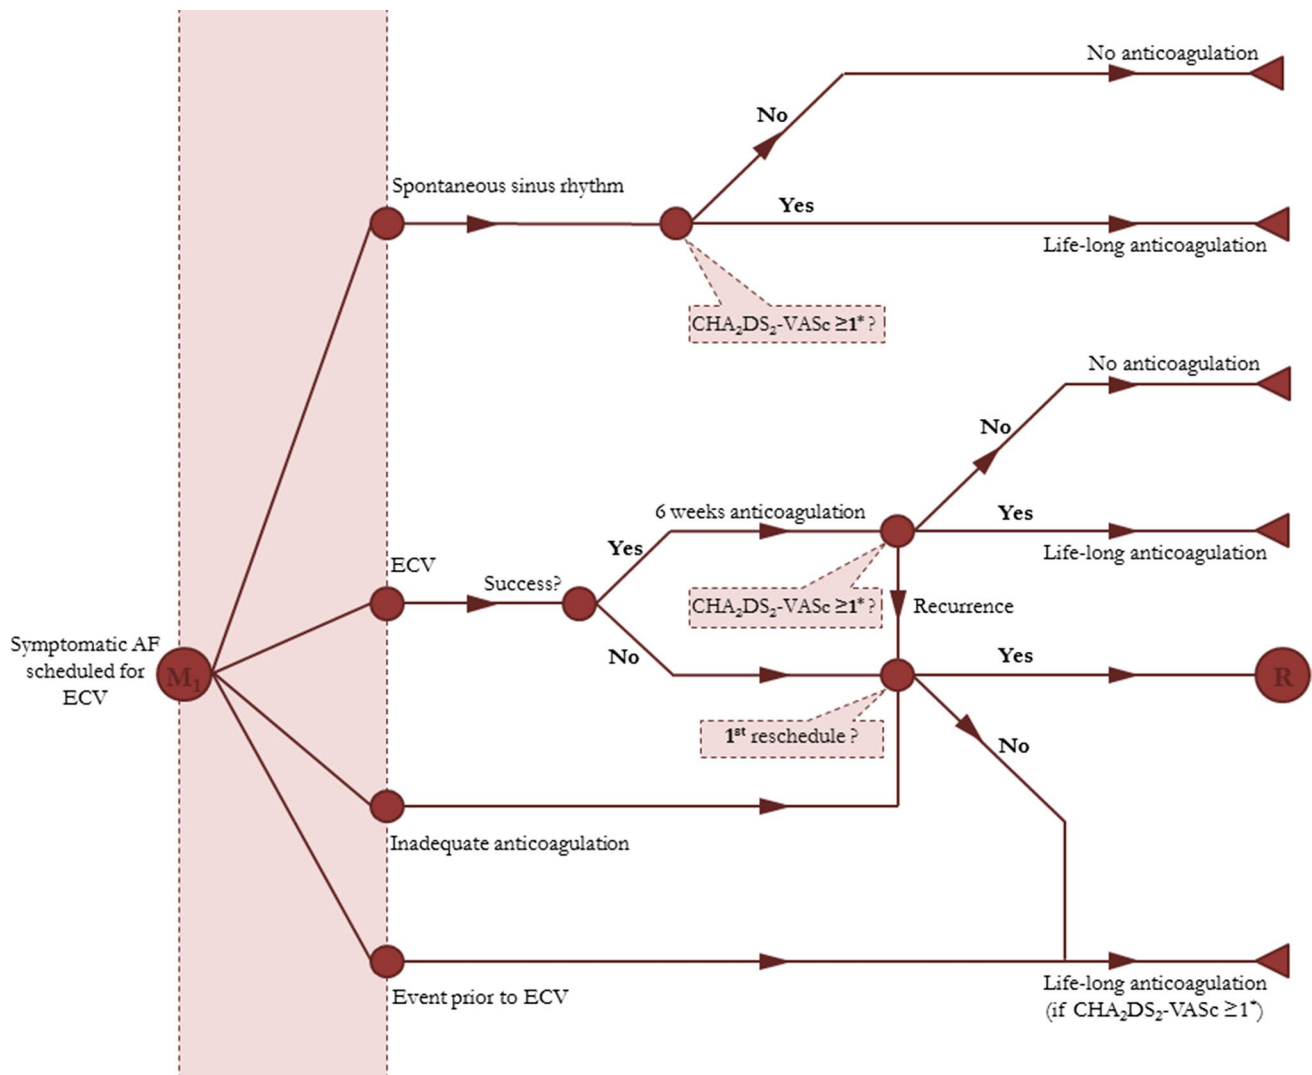 No anticoagulation
No
Spontaneous sinus rhythm
Yes
Life-long anticoagulation
CHA₂DS₂-VASc ≥1* ?
No anticoagulation
No
6 weeks anticoagulation
Yes
Yes
Life-long anticoagulation
ECV
Success?
CHA₂DS₂-VASc ≥1* ?
Recurrence
Symptomatic AF
scheduled for
ECV
M₁
No
Yes
R
1st reschedule ?
No
Inadequate anticoagulation
Event prior to ECV
Life-long anticoagulation
(if CHA₂DS₂-VASc ≥1*)